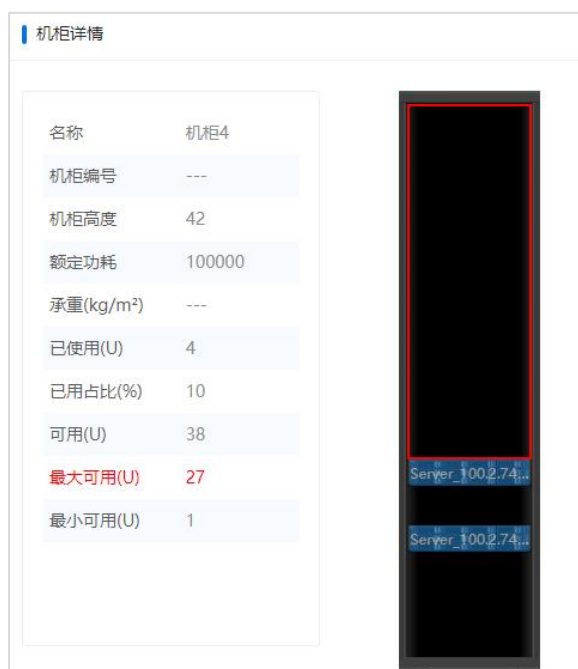 机柜详情
名称 机柜4
机柜编号 ---
机柜高度 42
额定功耗 100000
承重(kg/m²) ---
已使用(U) 4
已用占比(%) 10
可用(U) 38
最大可用(U) 27
最小可用(U) 1
Server_100.2.74...
Server_100.2.74...